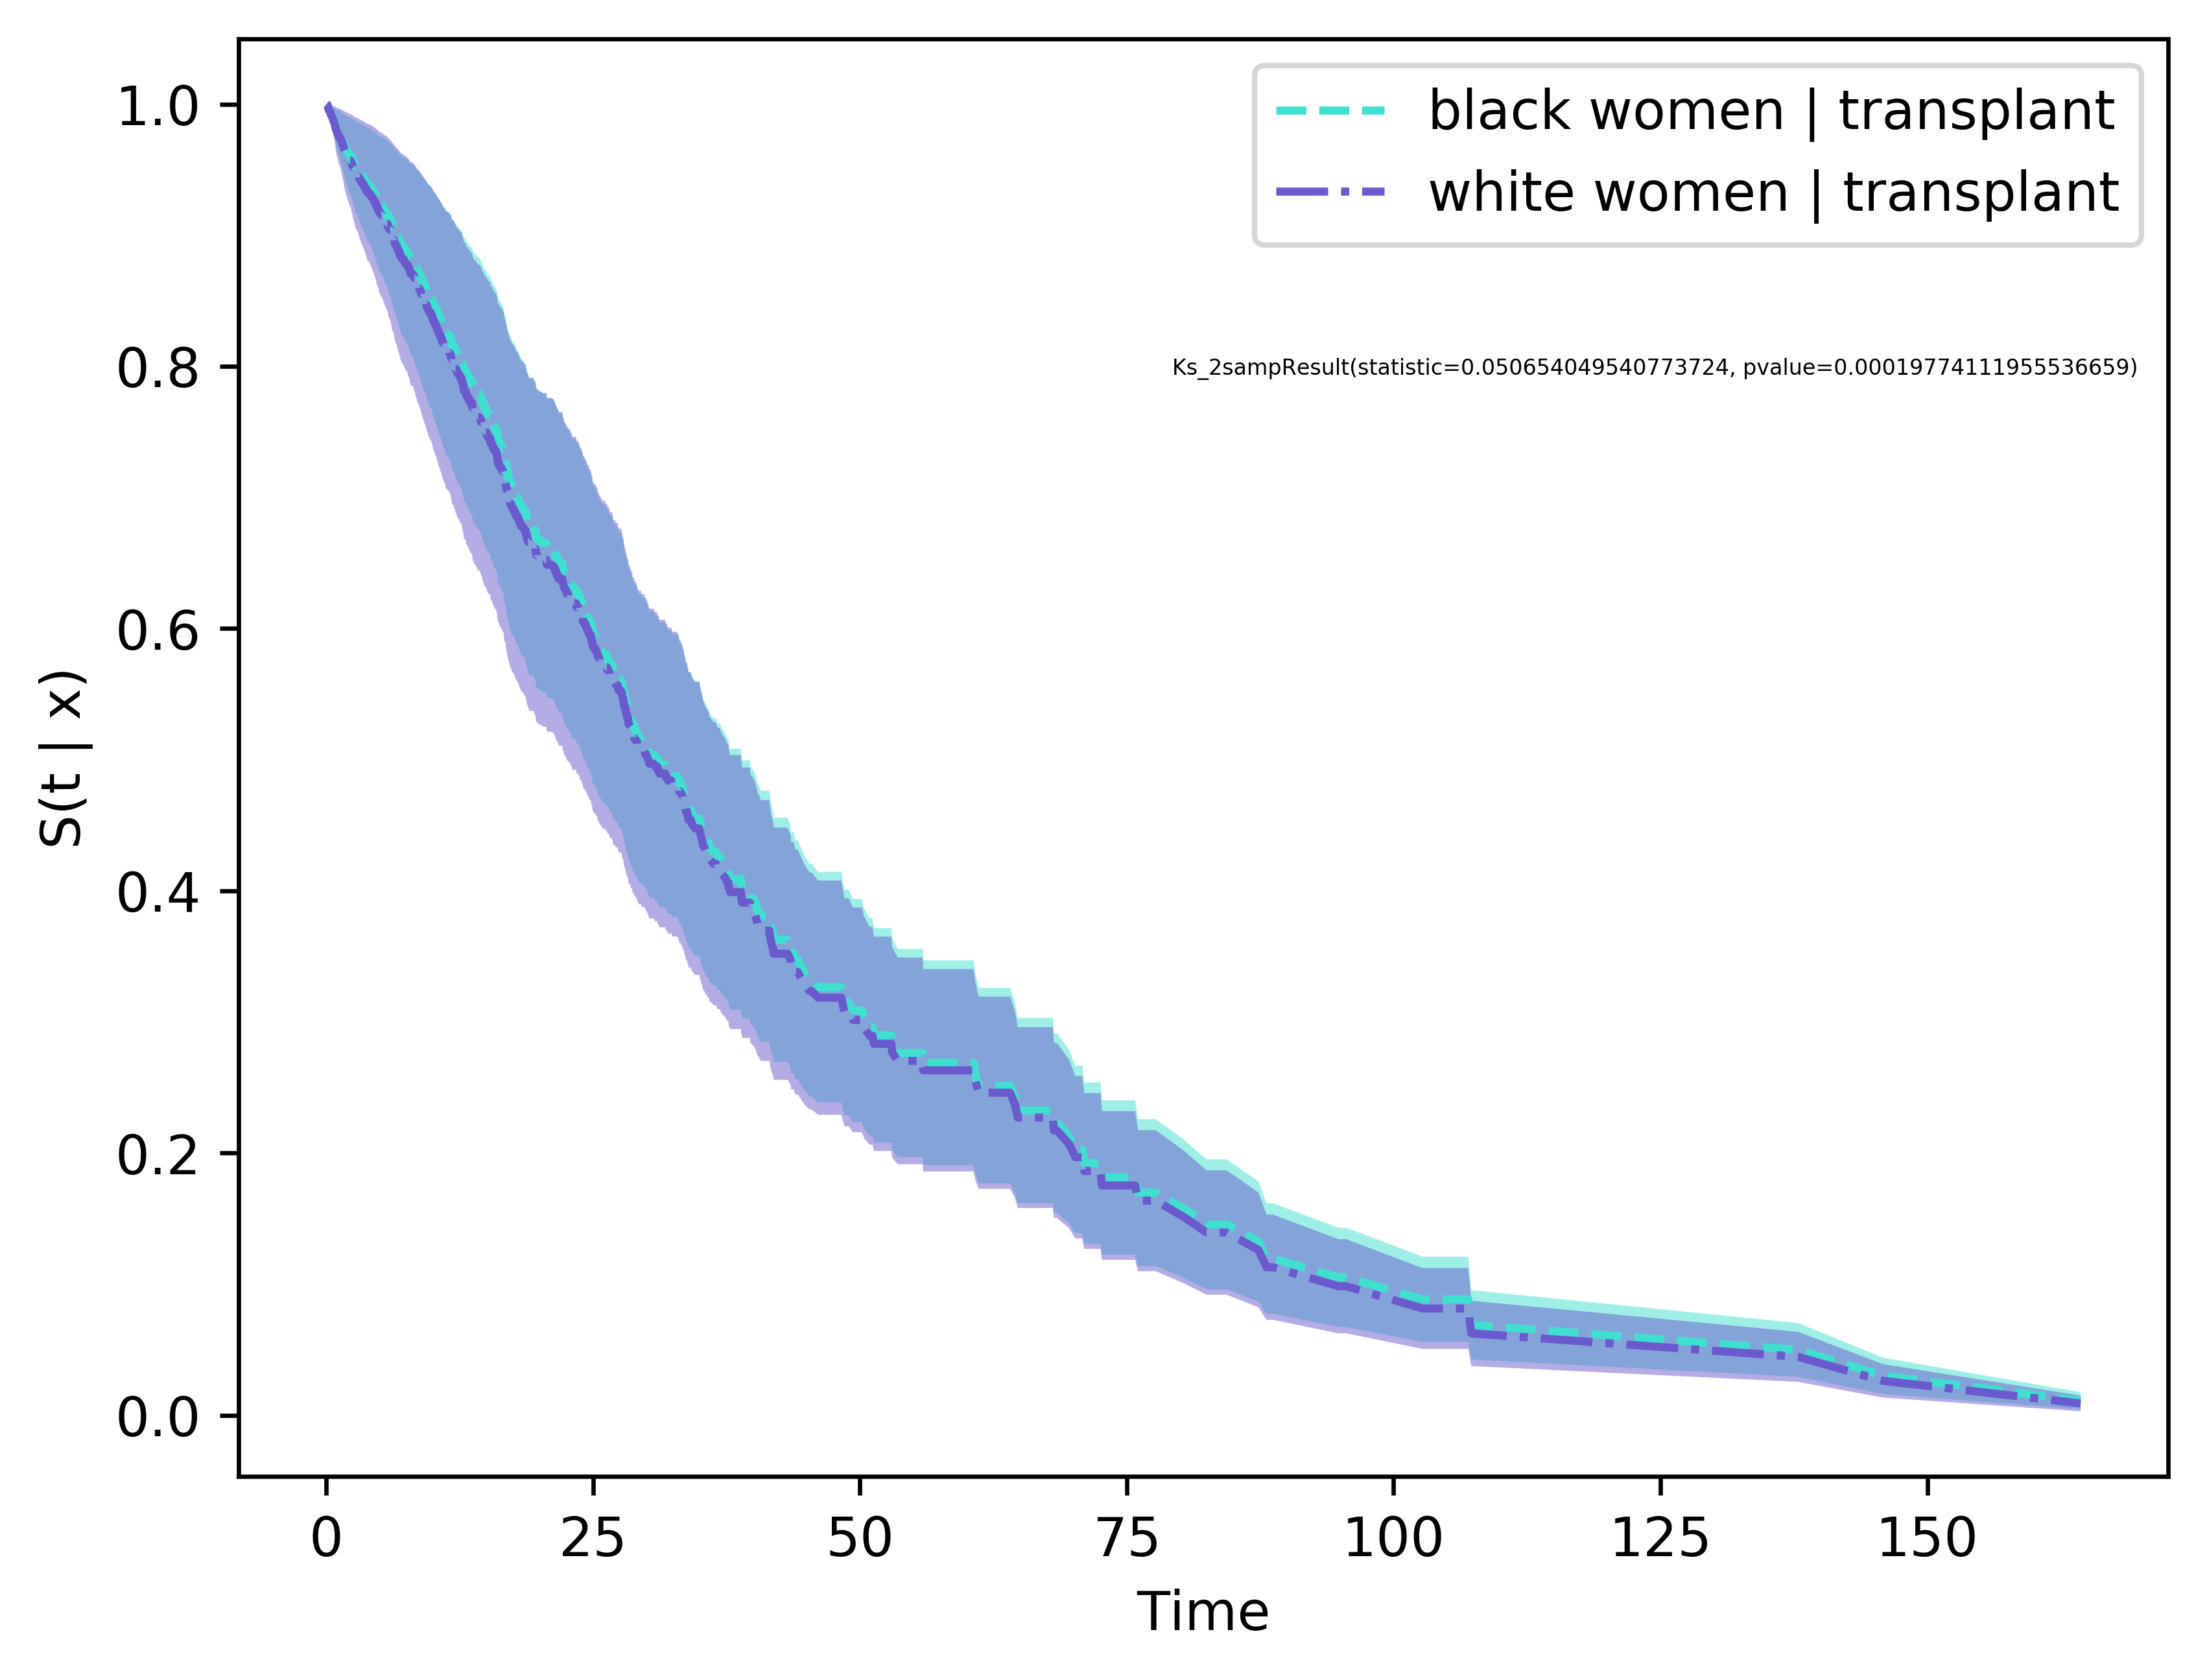 black women | transplant
white women | transplant
Ks_2sampResult(statistic=0.050654049540773724, pvalue=0.00019774111955536659)
1.0
0.8
0.6
0.4
0.2
0.0
S(t | x)
0 25 50 75 100 125 150
Time